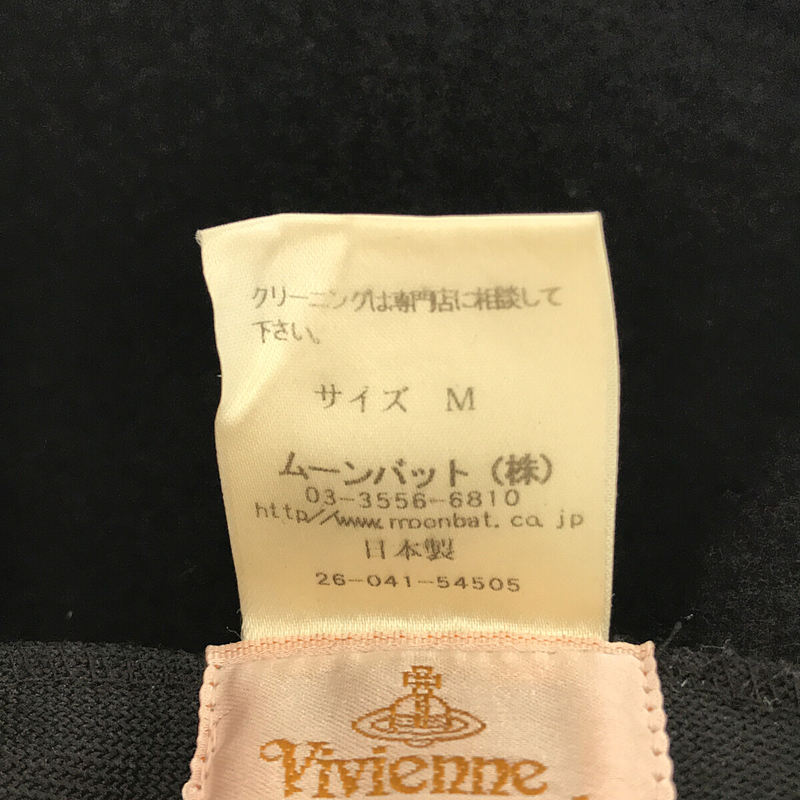 クリーニングは専門店に相談して
下さい。
サイズ M
ムーンバット（株）
03-3556-6810
http//www.moonbat.co.jp
日本製
26-041-54505
Vivienne